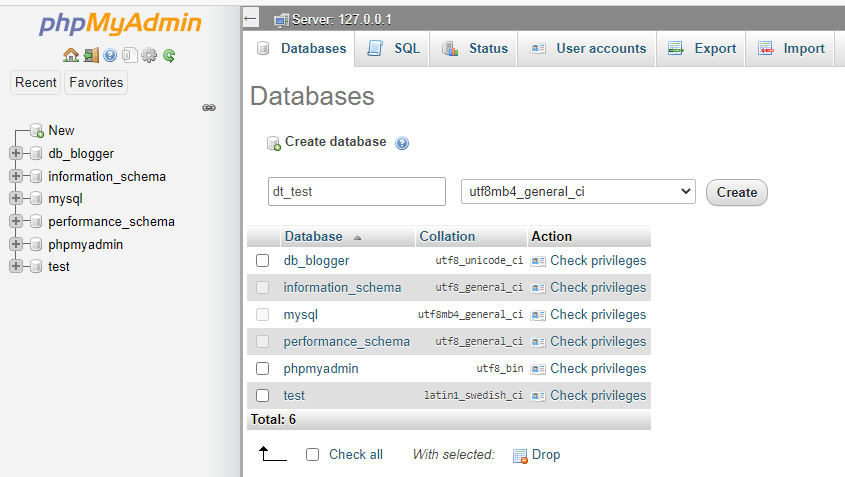 phpMyAdmin
Recent Favorites
New
db_blogger
information_schema
mysql
performance_schema
phpmyadmin
test
Server: 127.0.0.1
Databases SQL Status User accounts Export Import
Databases
Create database
dt_test utf8mb4_general_ci Create
Database Collation Action
db_blogger utf8_unicode_ci Check privileges
information_schema utf8_general_ci Check privileges
mysql utf8mb4_general_ci Check privileges
performance_schema utf8_general_ci Check privileges
phpmyadmin utf8_bin Check privileges
test latin1_swedish_ci Check privileges
Total: 6
Check all With selected: Drop